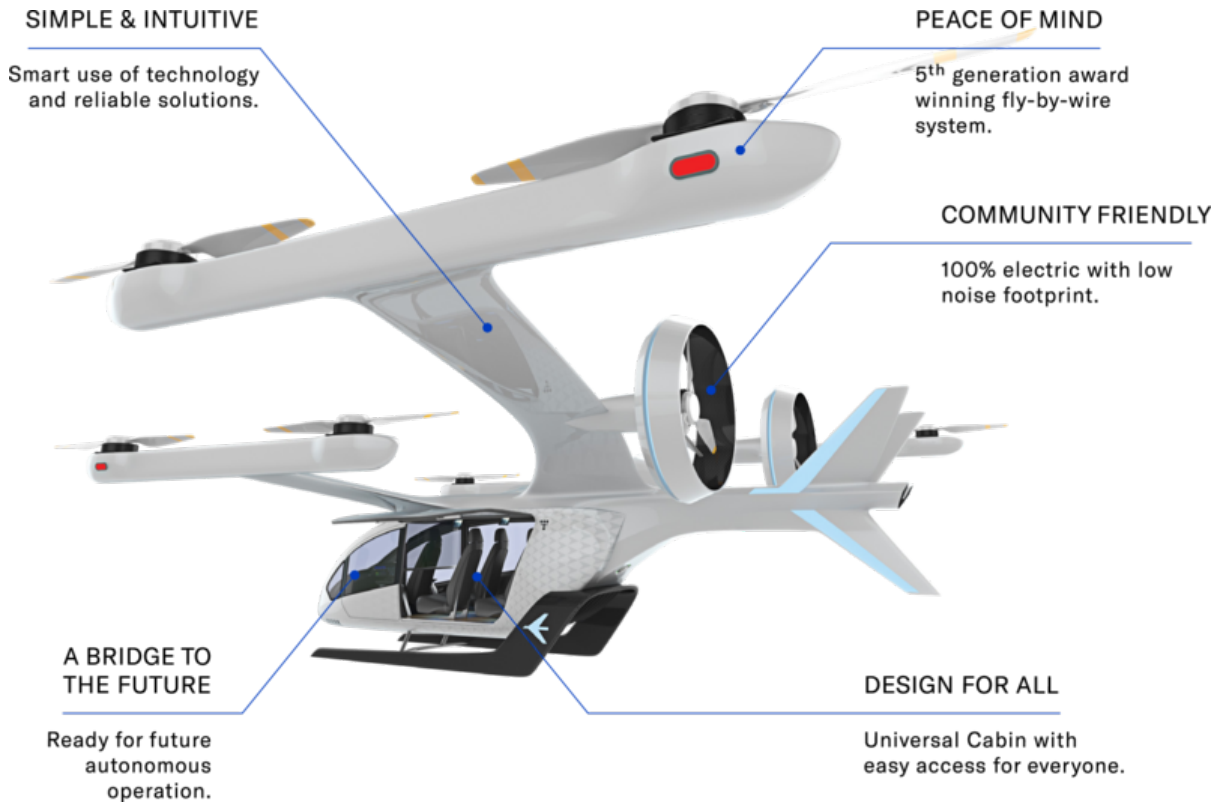 SIMPLE & INTUITIVE
Smart use of technology
and reliable solutions.
PEACE OF MIND
5th generation award
winning fly-by-wire
system.
COMMUNITY FRIENDLY
100% electric with low
noise footprint.
A BRIDGE TO
THE FUTURE
Ready for future
autonomous
operation.
DESIGN FOR ALL
Universal Cabin with
easy access for everyone.